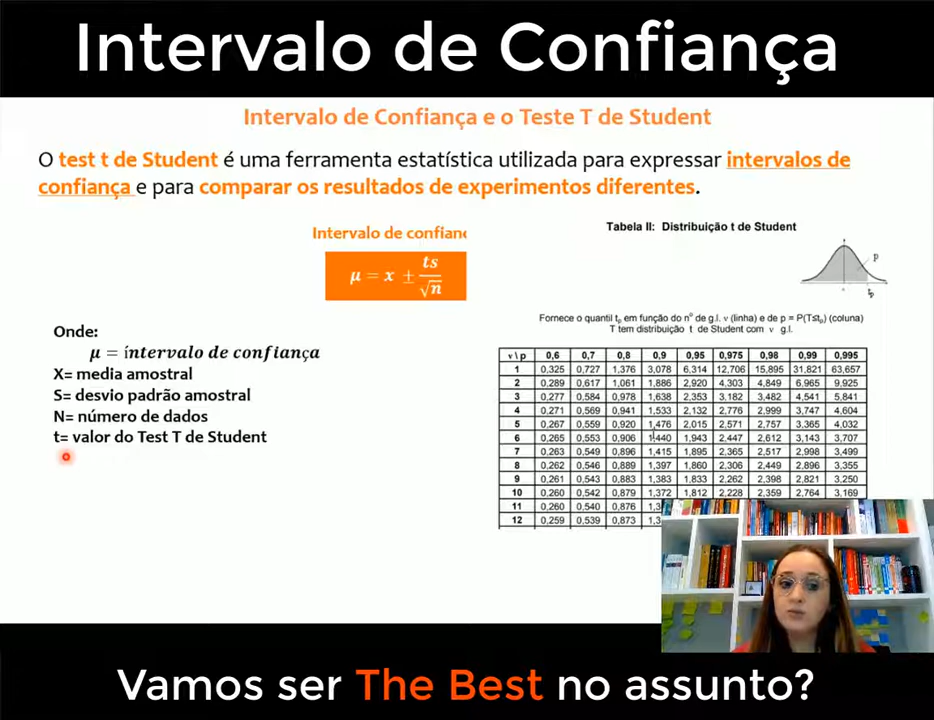 Intervalo de Confiança
Intervalo de Confiança e o Teste T de Student
O test t de Student é uma ferramenta estatística utilizada para expressar intervalos de
confiança e para comparar os resultados de experimentos diferentes.
Intervalo de confianc
μ = x ± ts/√n
Onde:
μ = íntervalo de confiança
X= media amostral
S= desvio padrão amostral
N= número de dados
t= valor do Test T de Student
Tabela II: Distribuição t de Student
p
tp
Fornece o quantil tp em função do nº de g.l. ν (linha) e de p = P(T≤tp) (coluna)
T tem distribuição t de Student com ν g.l.
ν \ p 0,6 0,7 0,8 0,9 0,95 0,975 0,98 0,99 0,995
1 0,325 0,727 1,376 3,078 6,314 12,706 15,895 31,821 63,657
2 0,289 0,617 1,061 1,886 2,920 4,303 4,849 6,965 9,925
3 0,277 0,584 0,978 1,638 2,353 3,182 3,482 4,541 5,841
4 0,271 0,569 0,941 1,533 2,132 2,776 2,999 3,747 4,604
5 0,267 0,559 0,920 1,476 2,015 2,571 2,757 3,365 4,032
6 0,265 0,553 0,906 1,440 1,943 2,447 2,612 3,143 3,707
7 0,263 0,549 0,896 1,415 1,895 2,365 2,517 2,998 3,499
8 0,262 0,546 0,889 1,397 1,860 2,306 2,449 2,896 3,355
9 0,261 0,543 0,883 1,383 1,833 2,262 2,398 2,821 3,250
10 0,260 0,542 0,879 1,372 1,812 2,228 2,359 2,764 3,169
11 0,260 0,540 0,876 1,3
12 0,259 0,539 0,873 1,3
Vamos ser The Best no assunto?